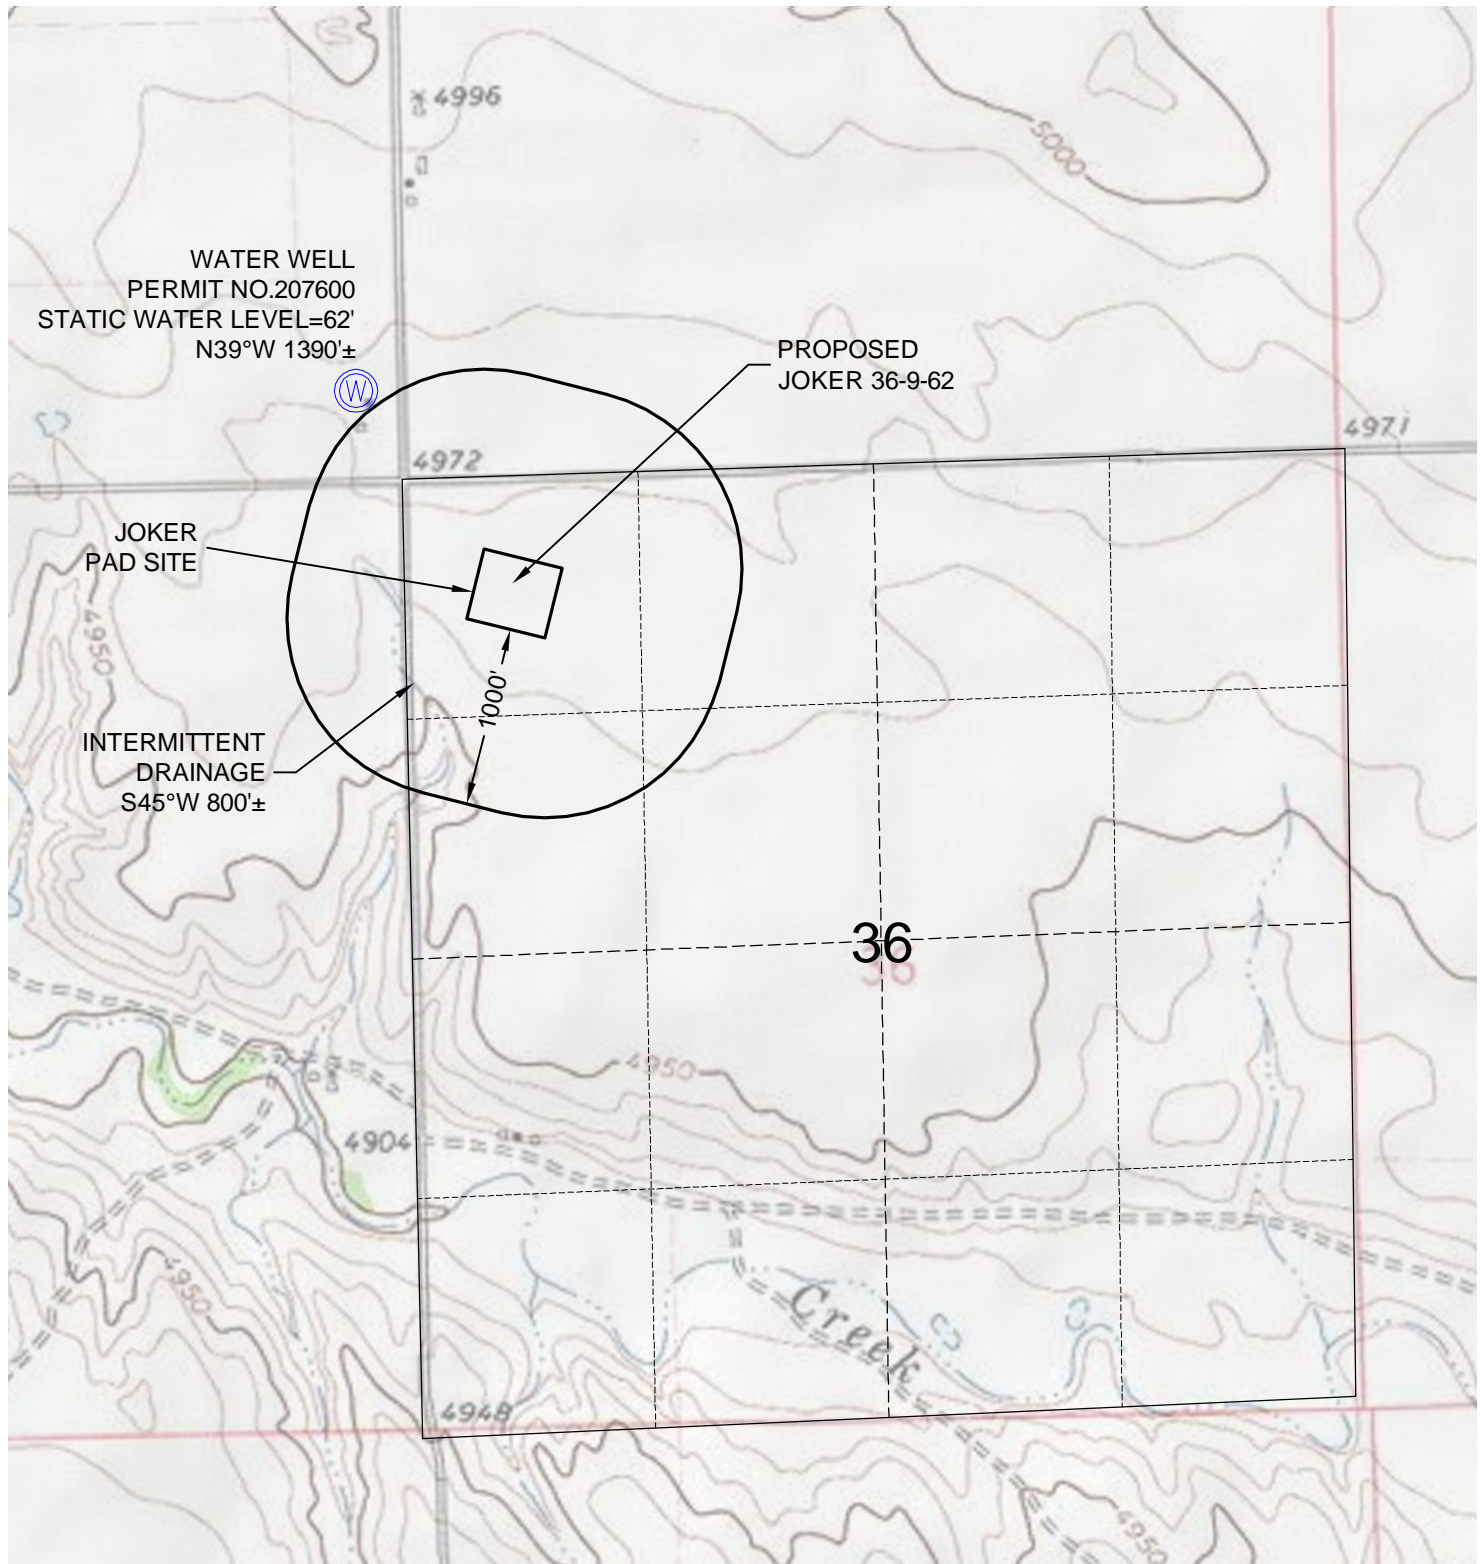 4996
5000
WATER WELL
PERMIT NO.207600
STATIC WATER LEVEL=62'
N39°W 1390'±
W
PROPOSED
JOKER 36-9-62
4972
4971
JOKER
PAD SITE
4950
1000'
INTERMITTENT
DRAINAGE
S45°W 800'±
36
36
4950
4904
4950
Creek
4948
4950